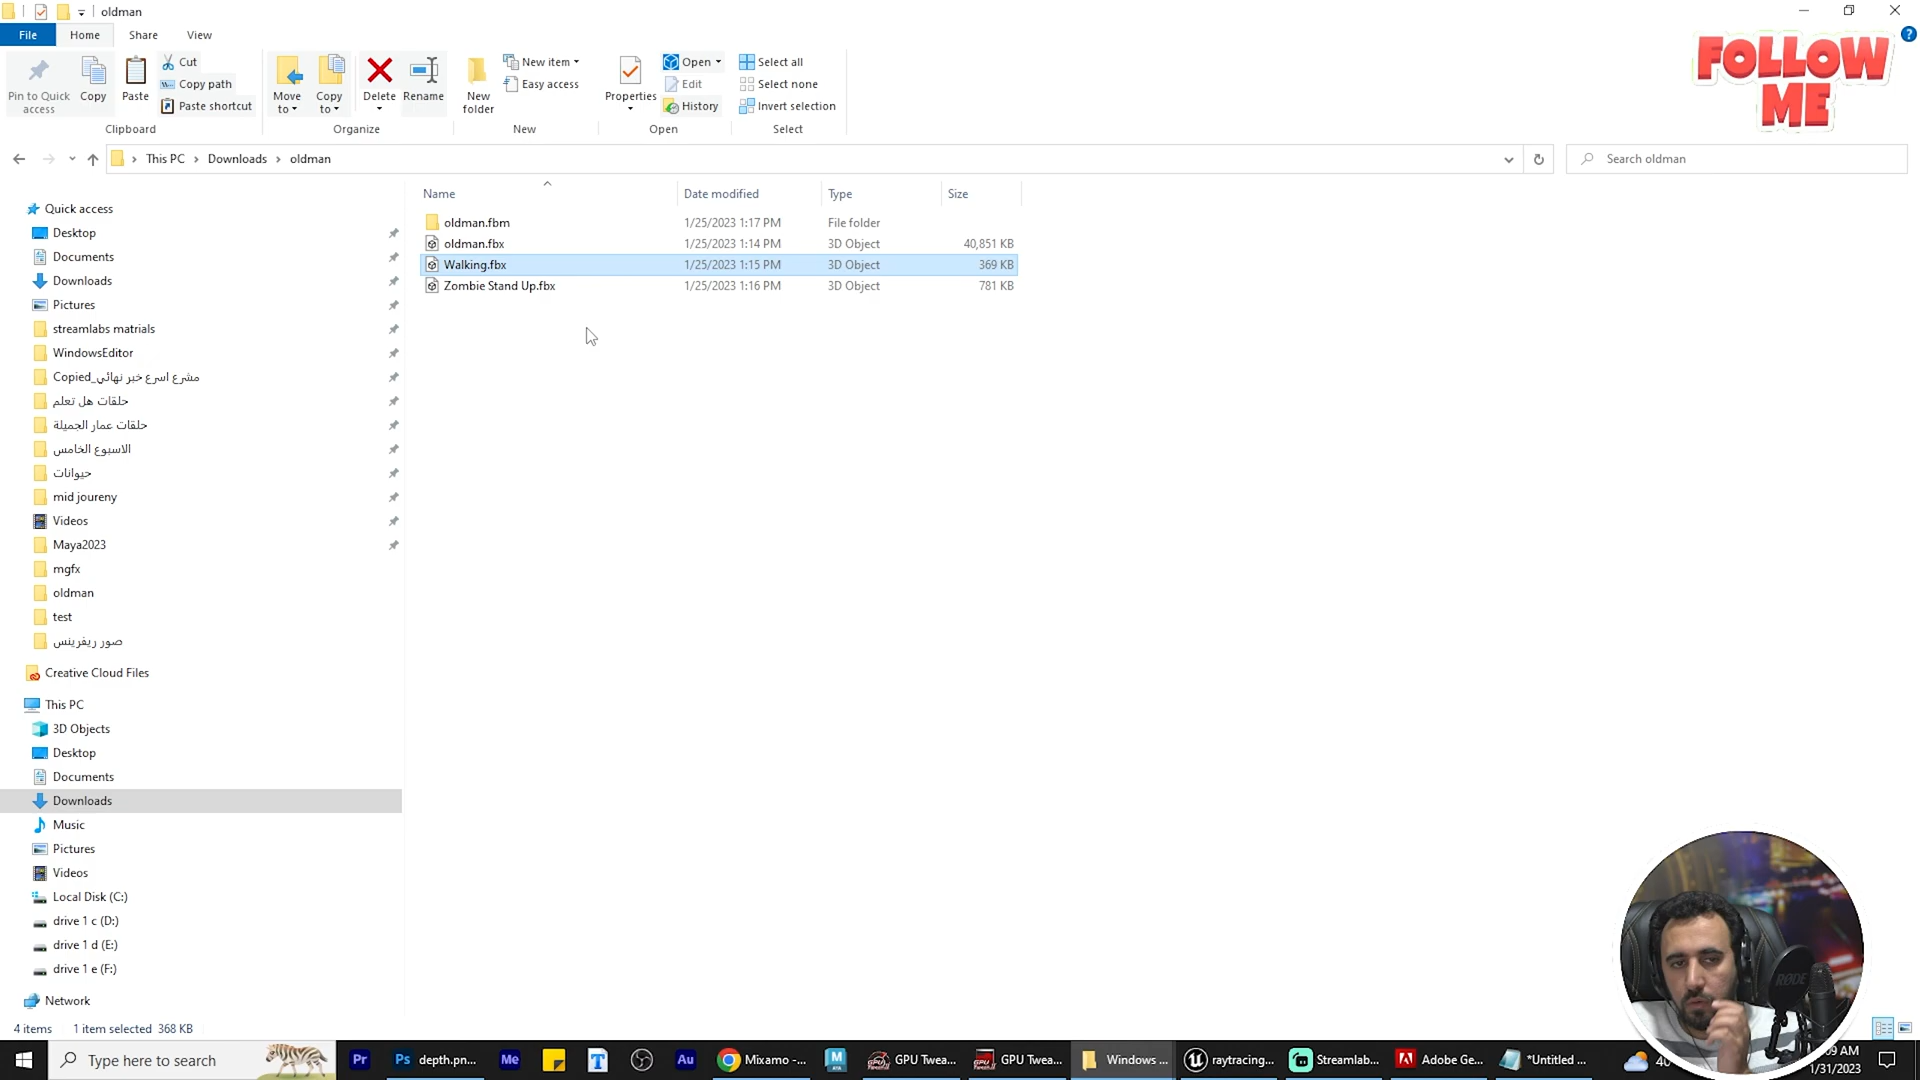 oldman
File Home Share View
FOLLOW
ME
Pin to Quick
access
Copy
Paste
Cut
Copy path
Paste shortcut
Clipboard
Move
to
Copy
to
Delete
Rename
Organize
New
folder
New item
Easy access
New
Properties
Open
Edit
History
Open
Select all
Select none
Invert selection
Select
This PC > Downloads > oldman
Search oldman
Name Date modified Type Size
oldman.fbm 1/25/2023 1:17 PM File folder
oldman.fbx 1/25/2023 1:14 PM 3D Object 40,851 KB
Walking.fbx 1/25/2023 1:15 PM 3D Object 369 KB
Zombie Stand Up.fbx 1/25/2023 1:16 PM 3D Object 781 KB
Quick access
Desktop
Documents
Downloads
Pictures
streamlabs matrials
WindowsEditor
مشرع اسرع خبر نهائي_Copied
حلقات هل تعلم
حلقات عمار الجميلة
الاسبوع الخامس
حيوانات
mid joureny
Videos
Maya2023
mgfx
oldman
test
صور ريفرينس
Creative Cloud Files
This PC
3D Objects
Desktop
Documents
Downloads
Music
Pictures
Videos
Local Disk (C:)
drive 1 c (D:)
drive 1 d (E:)
drive 1 e (F:)
Network
RØDE
4 items 1 item selected 368 KB
Type here to search
Pr
Ps depth.pn...
Me
T
Au
Mixamo -...
M
GPU Twea...
GPU Twea...
Windows ...
raytracing...
Streamlab...
Adobe Ge...
*Untitled ...
1/31/2023